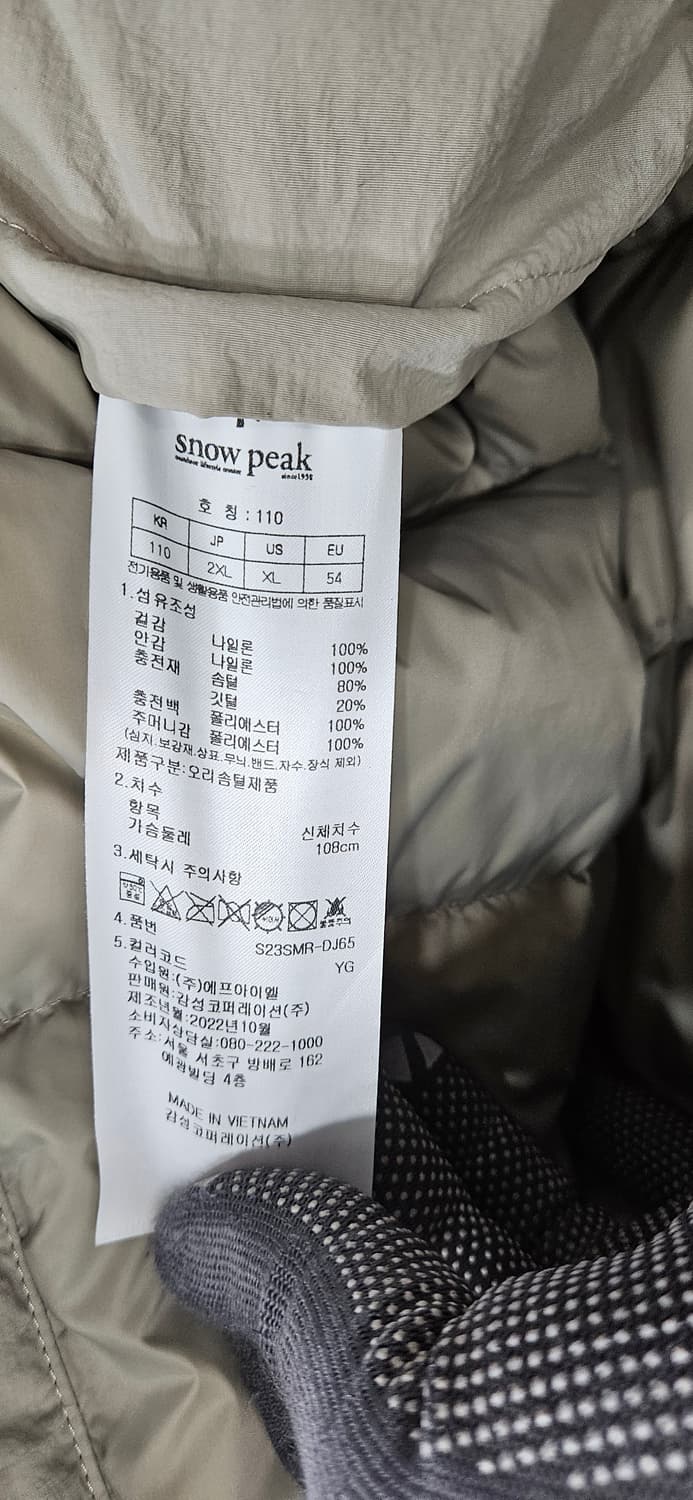 snow peak
outdoor lifestyle creator
since1958
호 칭 : 110
KR JP US EU
110 2XL XL 54
전기용품 및 생활용품 안전관리법에 의한 품질표시
1.섬유조성
겉감 나일론 100%
안감 나일론 100%
충전재 솜털 80%
깃털 20%
충전백 폴리에스터 100%
주머니감 폴리에스터 100%
(심지.보강재.상표.무늬.밴드.자수.장식 제외)
제품구분:오리솜털제품
2.치수
항목 신체치수
가슴둘레 108cm
3.세탁시 주의사항
4.품번 S23SMR-DJ65
5.컬러코드 YG
수입원:(주)에프아이엘
판매원:감성코퍼레이션(주)
제조년월:2022년10월
소비자상담실:080-222-1000
주소:서울 서초구 방배로 162
에광빌딩 4층
MADE IN VIETNAM
감성코퍼레이션(주)